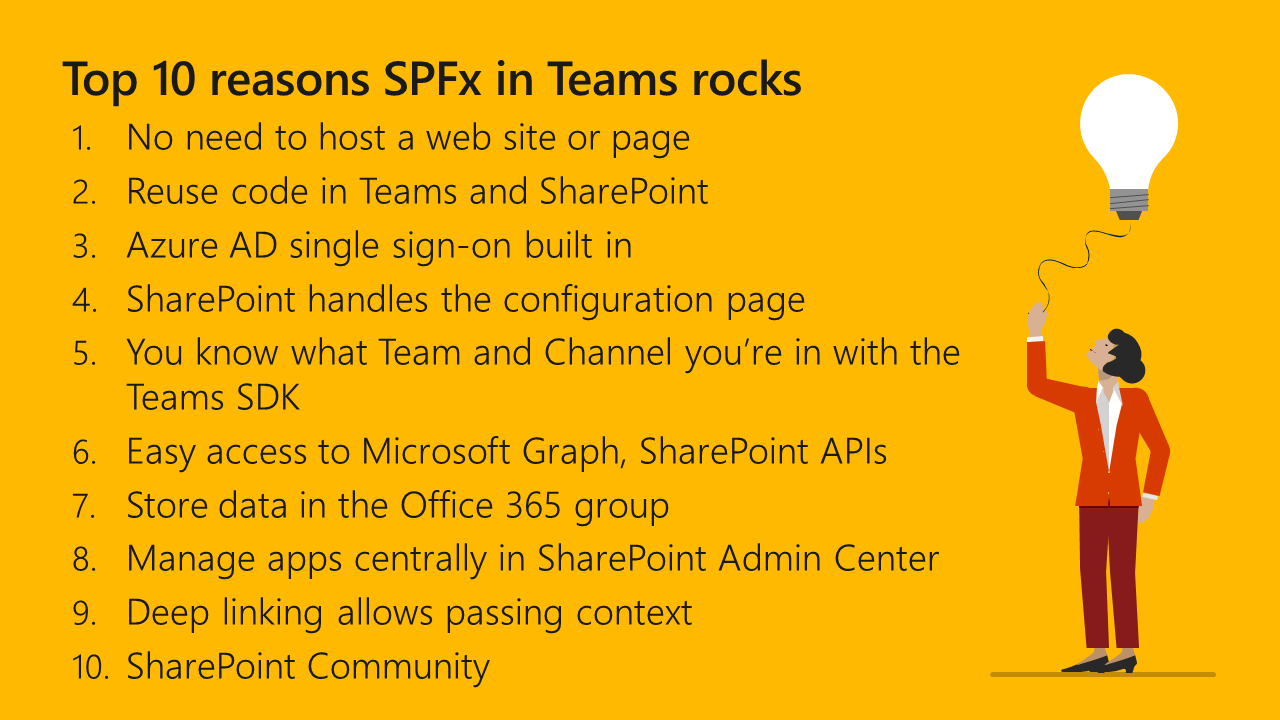 Top 10 reasons SPFx in Teams rocks
1. No need to host a web site or page
2. Reuse code in Teams and SharePoint
3. Azure AD single sign-on built in
4. SharePoint handles the configuration page
5. You know what Team and Channel you’re in with the
Teams SDK
6. Easy access to Microsoft Graph, SharePoint APIs
7. Store data in the Office 365 group
8. Manage apps centrally in SharePoint Admin Center
9. Deep linking allows passing context
10. SharePoint Community